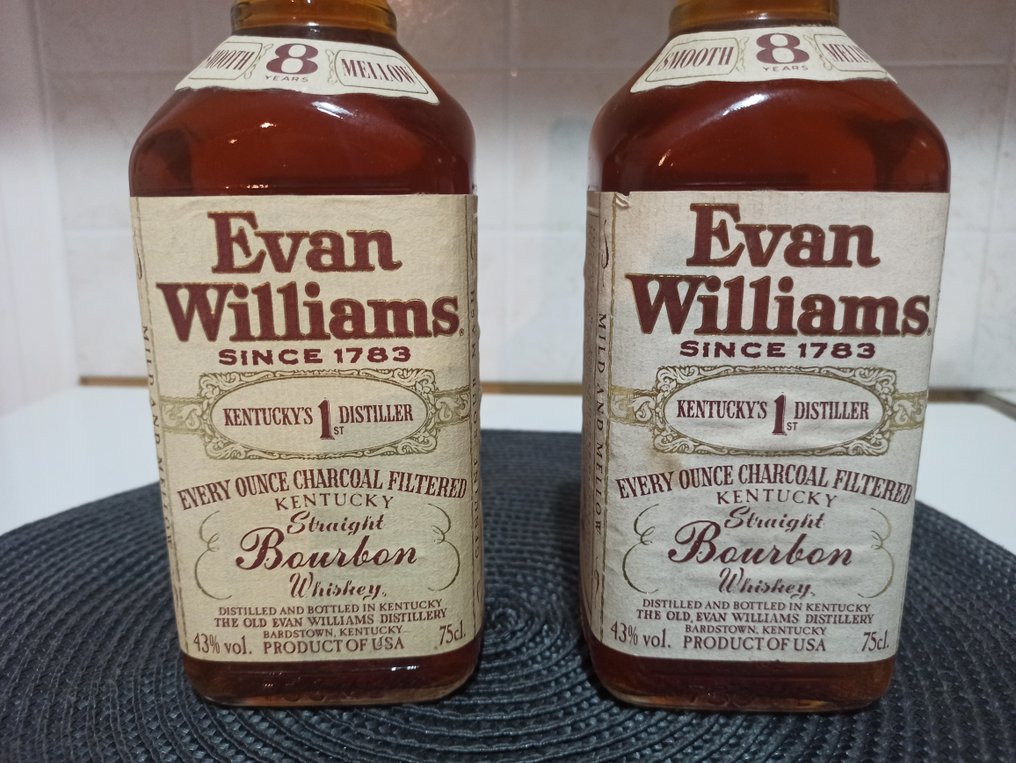 SMOOTH 8 YEARS MELLOW
Evan
Williams®
SINCE 1783
KENTUCKY'S 1ST DISTILLER
EVERY OUNCE CHARCOAL FILTERED
KENTUCKY
Straight
Bourbon
Whiskey.
DISTILLED AND BOTTLED IN KENTUCKY
THE OLD EVAN WILLIAMS DISTILLERY
BARDSTOWN, KENTUCKY
43% vol. PRODUCT OF USA 75cl.
MILD AND MELLOW
SMOOTH 8 YEARS
Evan
Williams®
SINCE 1783
KENTUCKY'S 1ST DISTILLER
EVERY OUNCE CHARCOAL FILTERED
KENTUCKY
Straight
Bourbon
Whiskey.
DISTILLED AND BOTTLED IN KENTUCKY
THE OLD EVAN WILLIAMS DISTILLERY
BARDSTOWN, KENTUCKY
43% vol. PRODUCT OF USA 75cl.
MILD AND MELLOW